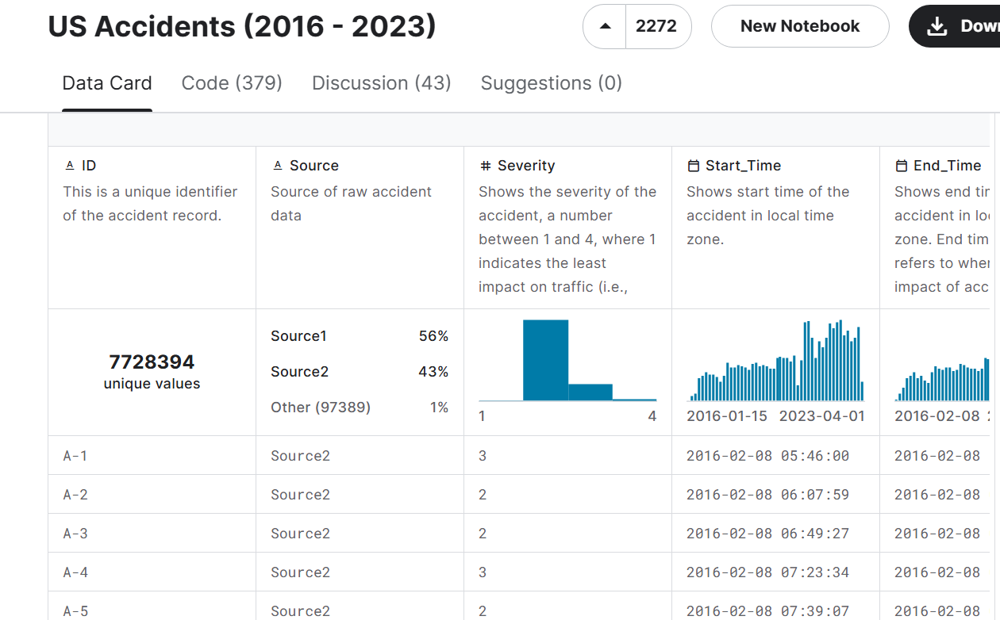 US Accidents (2016 - 2023)
2272
New Notebook
Data Card
Code (379)
Discussion (43)
Suggestions (0)
ID
This is a unique identifier
of the accident record.
Source
Source of raw accident
data
Severity
Shows the severity of the
accident, a number
between 1 and 4, where 1
indicates the least
impact on traffic (i.e.,
Start_Time
Shows start time of the
accident in local time
zone.
End_Time
Shows end
accident in
zone. End
refers to
impact of
7728394
unique values
Source1 56%
Source2 43%
Other (97389) 1%
1 4
2016-01-15 2023-04-01
2016-02-08
A-1 Source2 3 2016-02-08 05:46:00 2016-02-08
A-2 Source2 2 2016-02-08 06:07:59 2016-02-08
A-3 Source2 2 2016-02-08 06:49:27 2016-02-08
A-4 Source2 3 2016-02-08 07:23:34 2016-02-08
A-5 Source2 2 2016-02-08 07:39:07 2016-02-08